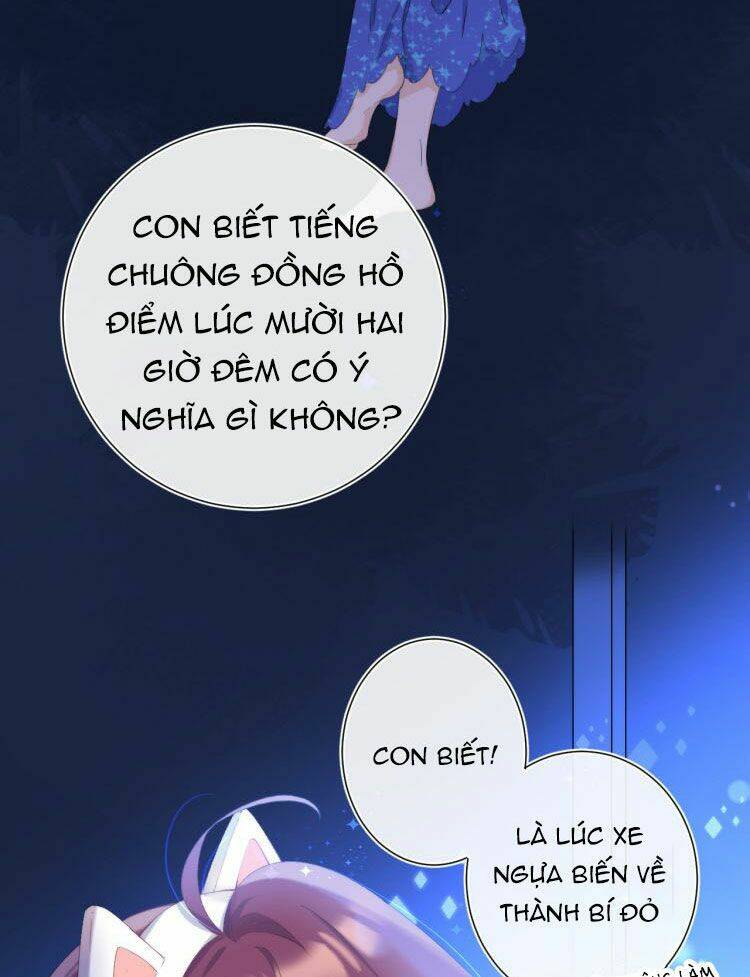 CON BIẾT TIẾNG
CHUÔNG ĐỒNG HỒ
ĐIỂM LÚC MƯỜI HAI
GIỜ ĐÊM CÓ Ý
NGHĨA GÌ KHÔNG?
CON BIẾT!
LÀ LÚC XE
NGỰA BIẾN VỀ
THÀNH BÍ ĐỎ
LÀM